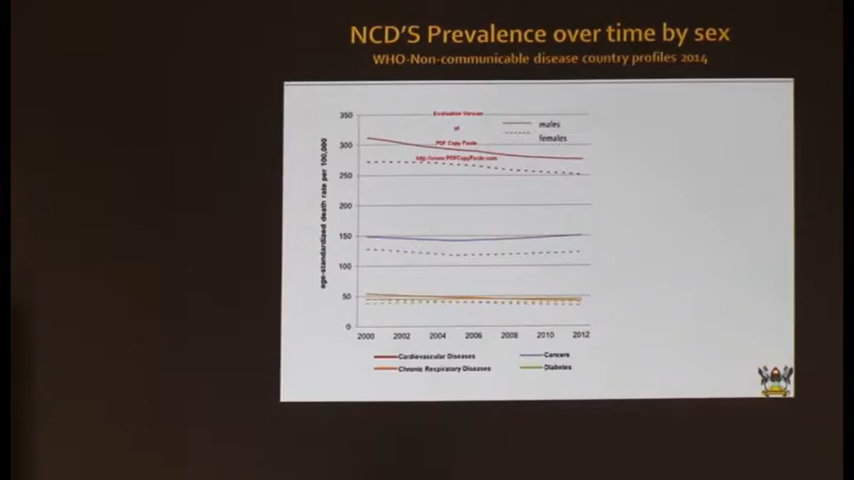 NCD'S Prevalence over time by sex
WHO-Non-communicable disease country profiles 2014
350
300
250
200
150
100
50
0
age-standardized death rate per 100,000
Evaluation Version
of
PDF Copy Paste
http://www.PDFCopyPaste.com
males
females
2000 2002 2004 2006 2008 2010 2012
Cardiovascular Diseases
Cancers
Chronic Respiratory Diseases
Diabetes